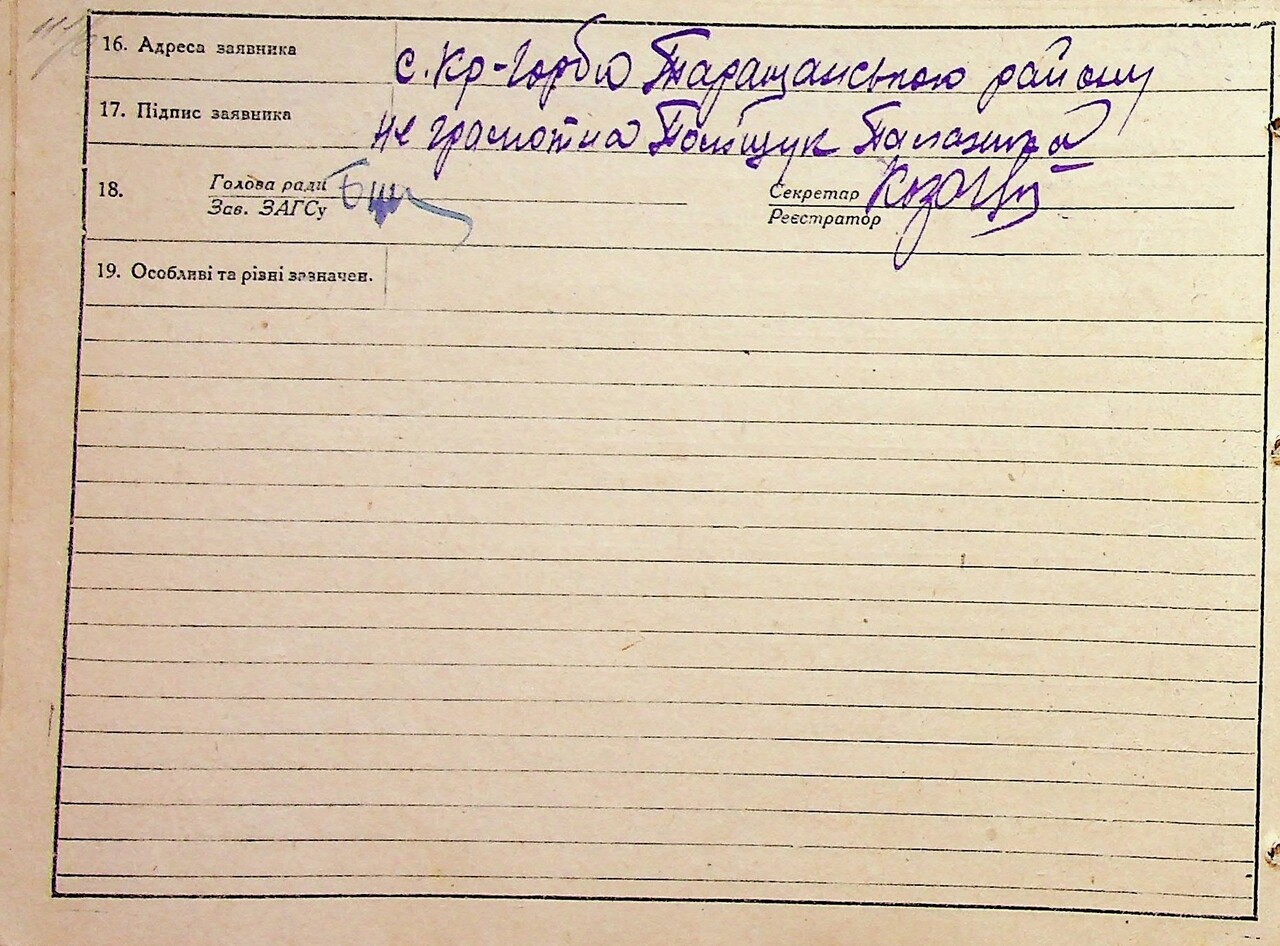 16. Адреса заявника с. Кр-Горбки Таращанського району
17. Підпис заявника не грамотна Поліщук Палажка
18. Голова ради Секретар
Зав. ЗАГСу Реєстратор
19. Особливі та різні зазначен.